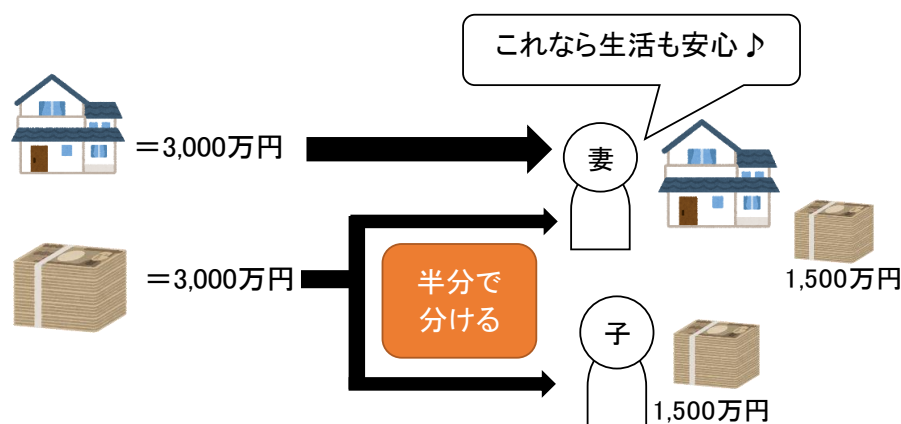 これなら生活も安心♪
＝3,000万円
妻
＝3,000万円
半分で
分ける
1,500万円
子
1,500万円